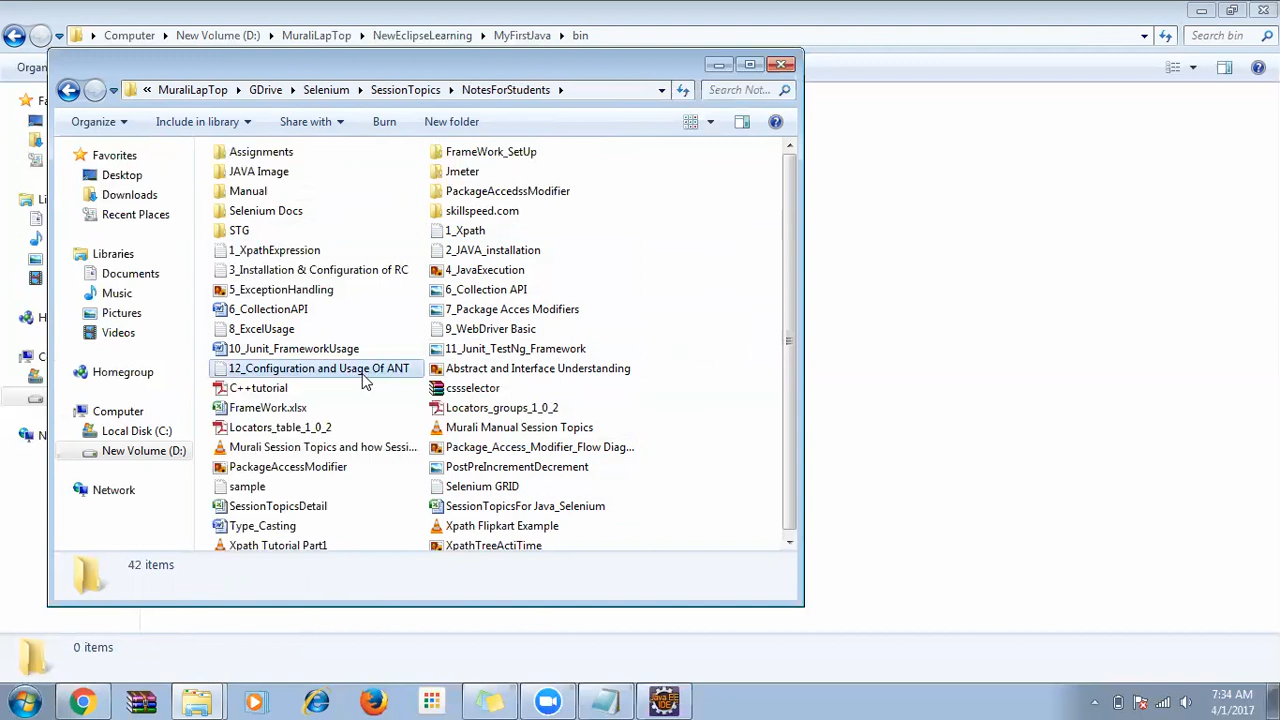 Computer
New Volume (D:)
MuraliLapTop
NewEclipseLearning
MyFirstJava
bin
Search bin
Organ
MuraliLapTop
GDrive
Selenium
SessionTopics
NotesForStudents
Search Not...
Organize
Include in library
Share with
Burn
New folder
Favorites
Desktop
Downloads
Recent Places
Libraries
Documents
Music
Pictures
Videos
Homegroup
Computer
Local Disk (C:)
New Volume (D:)
Network
Assignments
FrameWork_SetUp
JAVA Image
Jmeter
Manual
PackageAccedssModifier
Selenium Docs
skillspeed.com
STG
1_Xpath
1_XpathExpression
2_JAVA_installation
3_Installation & Configuration of RC
4_JavaExecution
5_ExceptionHandling
6_Collection API
6_CollectionAPI
7_Package Acces Modifiers
8_ExcelUsage
9_WebDriver Basic
10_Junit_FrameworkUsage
11_Junit_TestNg_Framework
12_Configuration and Usage Of ANT
Abstract and Interface Understanding
C++tutorial
cssselector
FrameWork.xlsx
Locators_groups_1_0_2
Locators_table_1_0_2
Murali Manual Session Topics
Murali Session Topics and how Sessi...
Package_Access_Modifier_Flow Diag...
PackageAccessModifier
PostPreIncrementDecrement
sample
Selenium GRID
SessionTopicsDetail
SessionTopicsFor Java_Selenium
Type_Casting
Xpath Flipkart Example
Xpath Tutorial Part1
XpathTreeActiTime
42 items
0 items
7:34 AM
4/1/2017